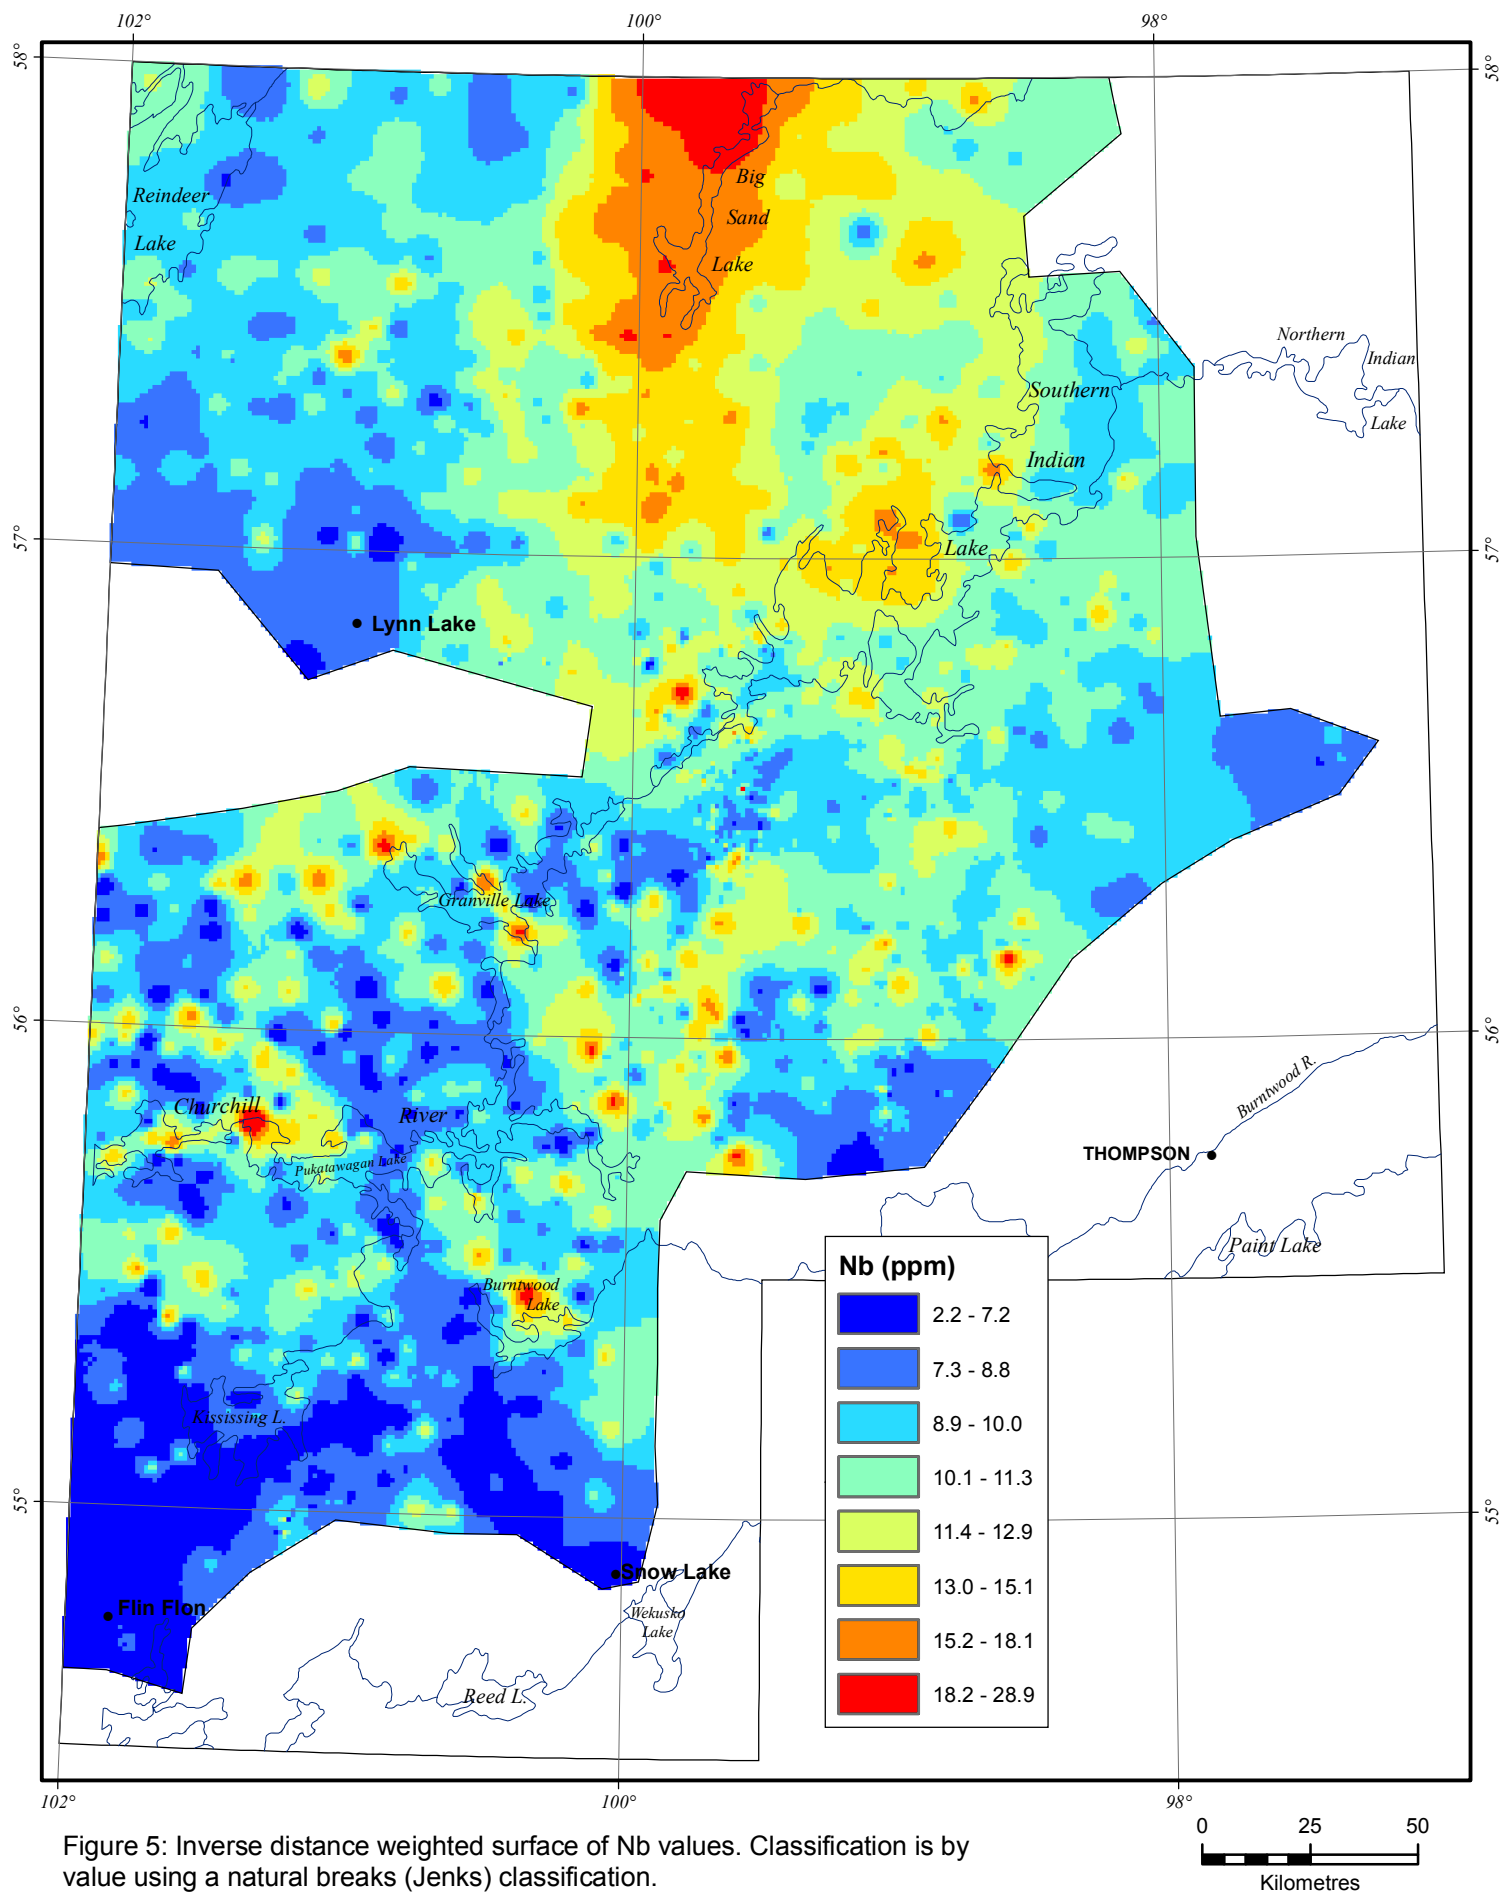 102°
100°
98°
58°
58°
Reindeer
Lake
Big
Sand
Lake
Northern
Indian
Lake
Southern
Indian
Lake
57°
57°
Lynn Lake
Granville Lake
56°
56°
Churchill
River
Pukatawagan Lake
Burntwood R.
THOMPSON
Paint Lake
Burntwood
Lake
Kississing L.
55°
55°
Snow Lake
Flin Flon
Wekusko
Lake
Reed L.
Nb (ppm)
2.2 - 7.2
7.3 - 8.8
8.9 - 10.0
10.1 - 11.3
11.4 - 12.9
13.0 - 15.1
15.2 - 18.1
18.2 - 28.9
102°
100°
98°
Figure 5: Inverse distance weighted surface of Nb values. Classification is by
value using a natural breaks (Jenks) classification.
0 25 50
Kilometres